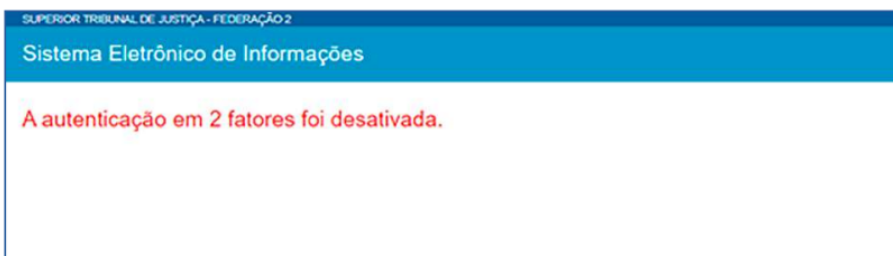 SUPERIOR TRIBUNAL DE JUSTIÇA - FEDERAÇÃO 2
Sistema Eletrônico de Informações
A autenticação em 2 fatores foi desativada.